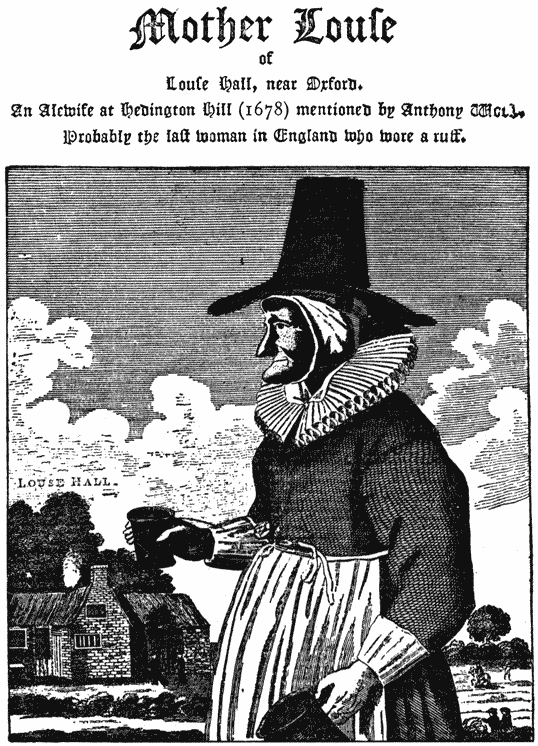 Mother Louse
of
Louse Hall, near Oxford.
An Alewife at Hedington Hill (1678) mentioned by Anthony
Probably the last woman in England who wore a ruff.
LOUSE HALL.